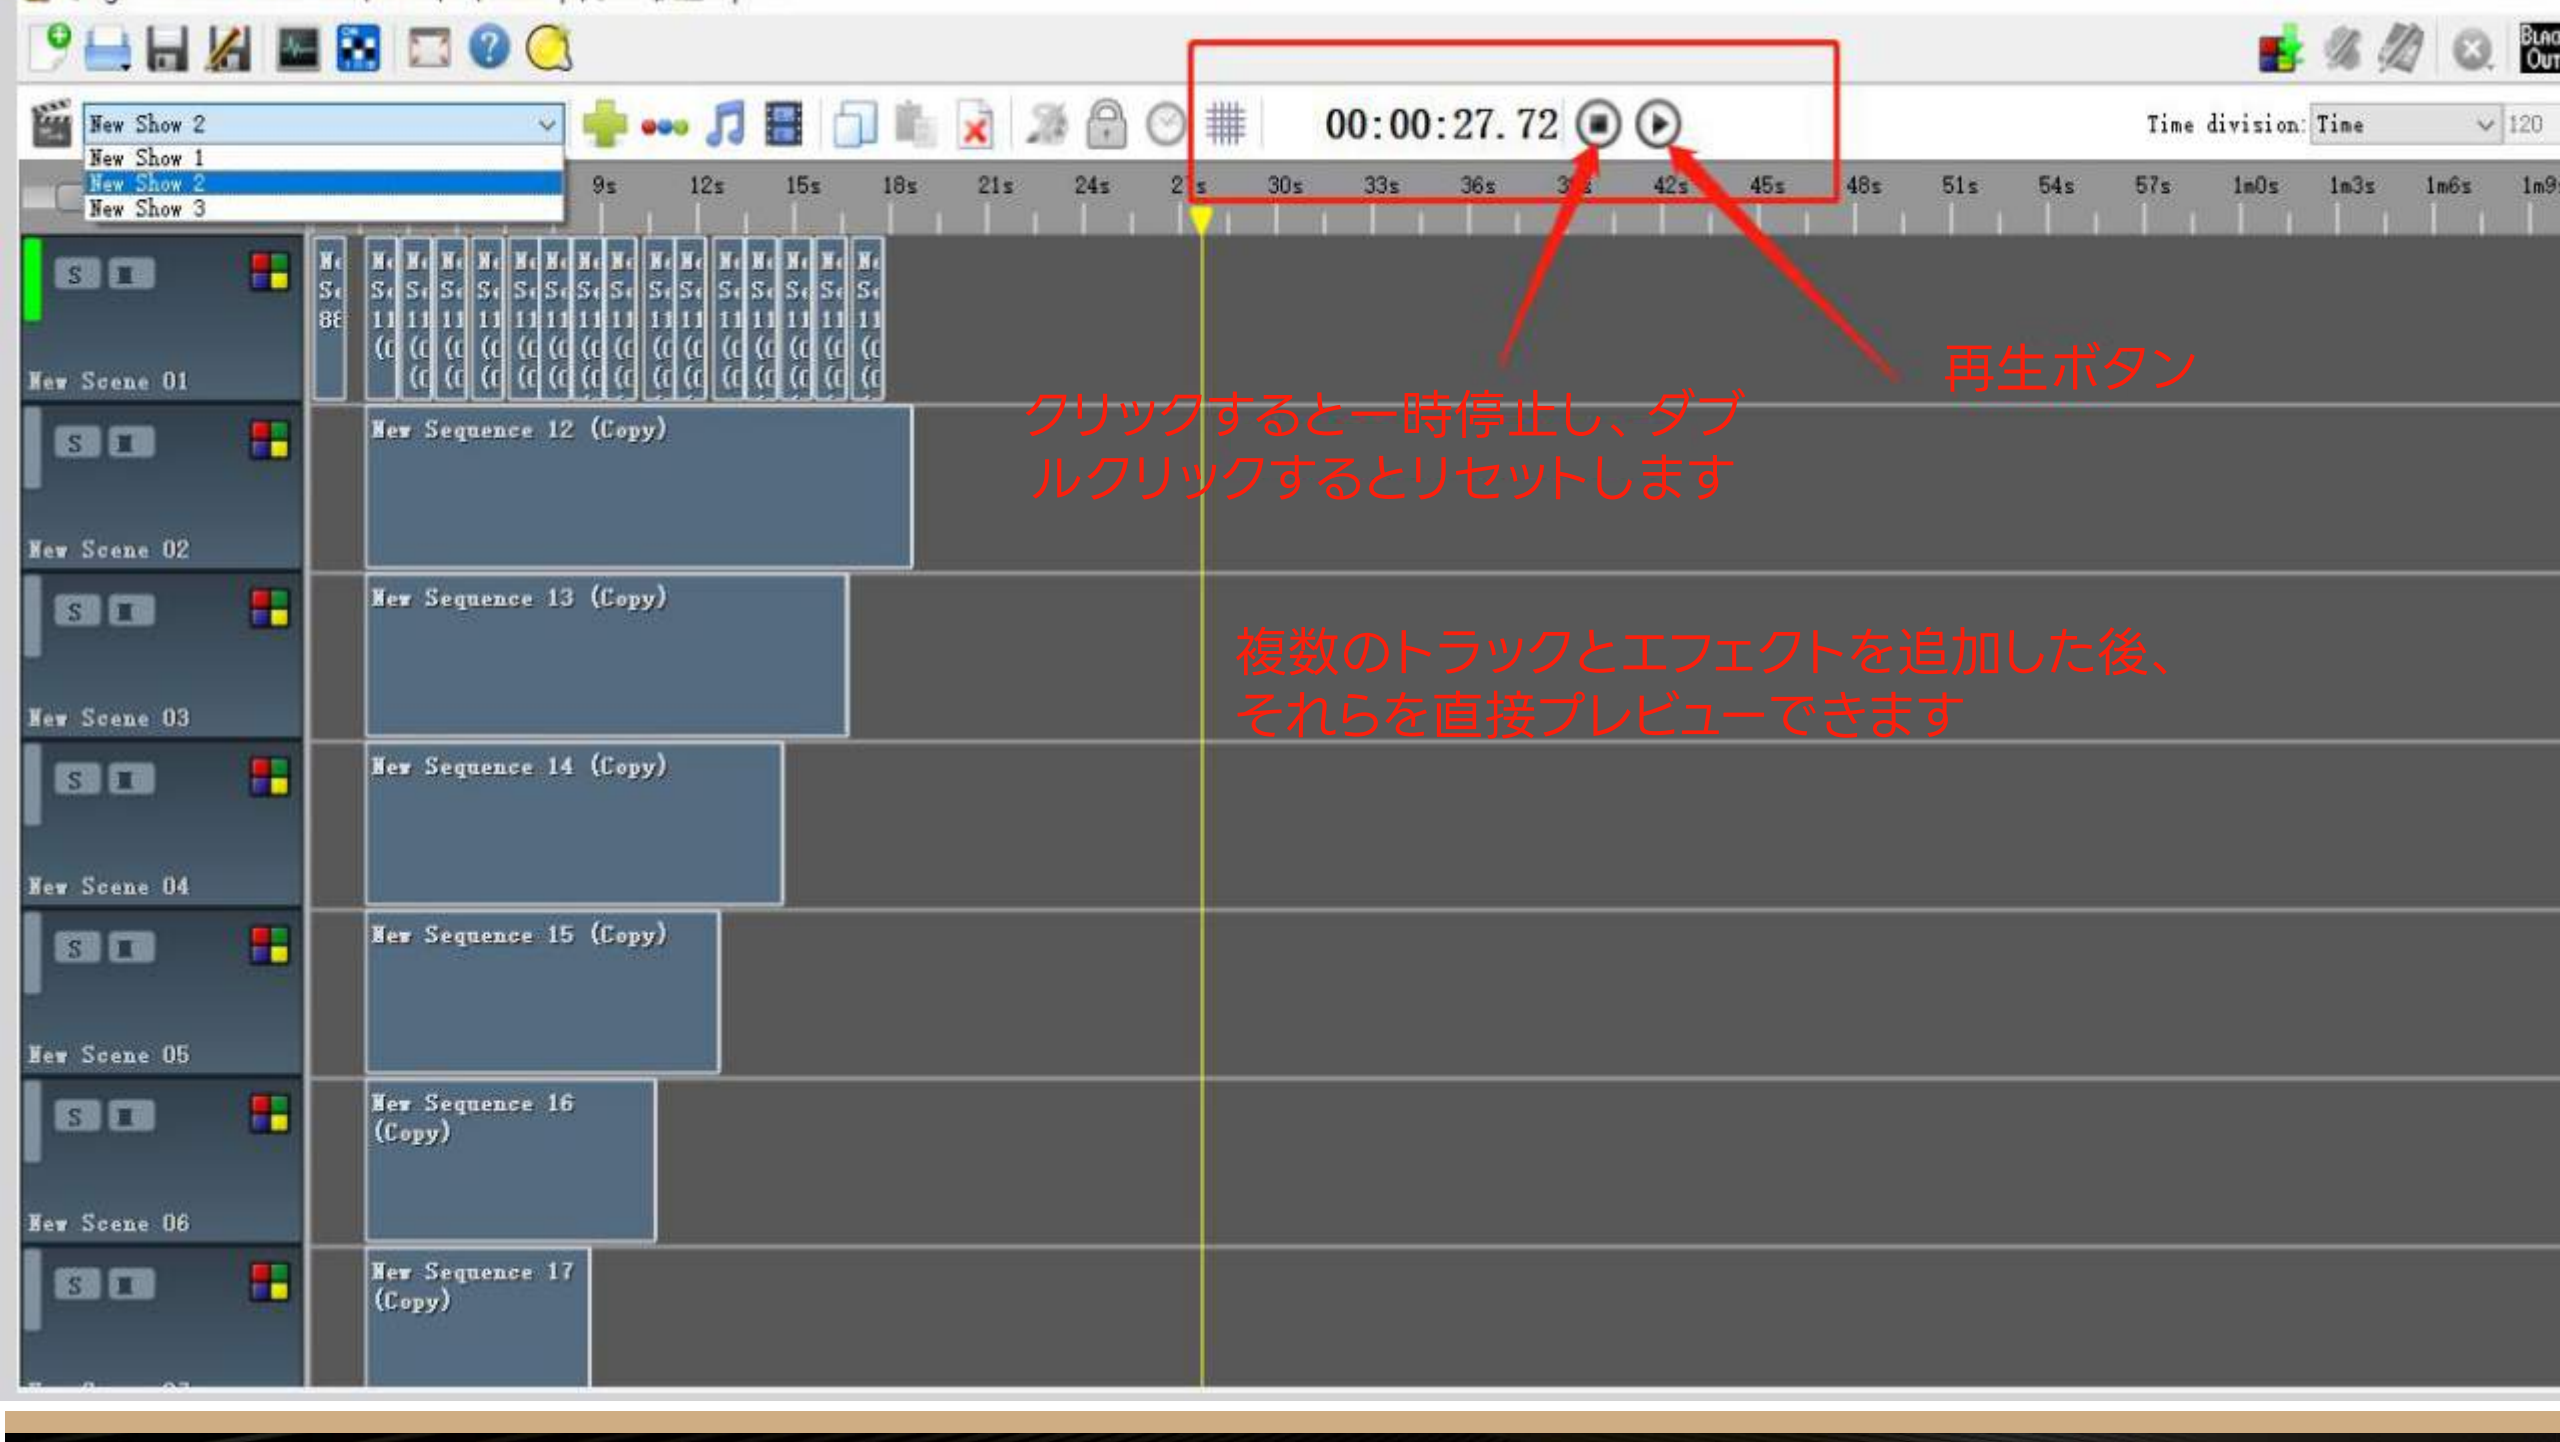 BLAC
OUT
New Show 2
00:00:27.72
Time division:
Time
120
New Show 1
New Show 2
New Show 3
9s 12s 15s 18s 21s 24s 30s 33s 36s 42s 45s 48s 51s 54s 57s 1m0s 1m3s 1m6s 1m9s
S
New Scene 01
再生ボタン
クリックすると一時停止し、ダブ
ルクリックするとリセットします
S
New Sequence 12 (Copy)
New Scene 02
S
New Sequence 13 (Copy)
複数のトラックとエフェクトを追加した後、
それらを直接プレビューできます
New Scene 03
S
New Sequence 14 (Copy)
New Scene 04
S
New Sequence 15 (Copy)
New Scene 05
S
New Sequence 16
(Copy)
New Scene 06
S
New Sequence 17
(Copy)